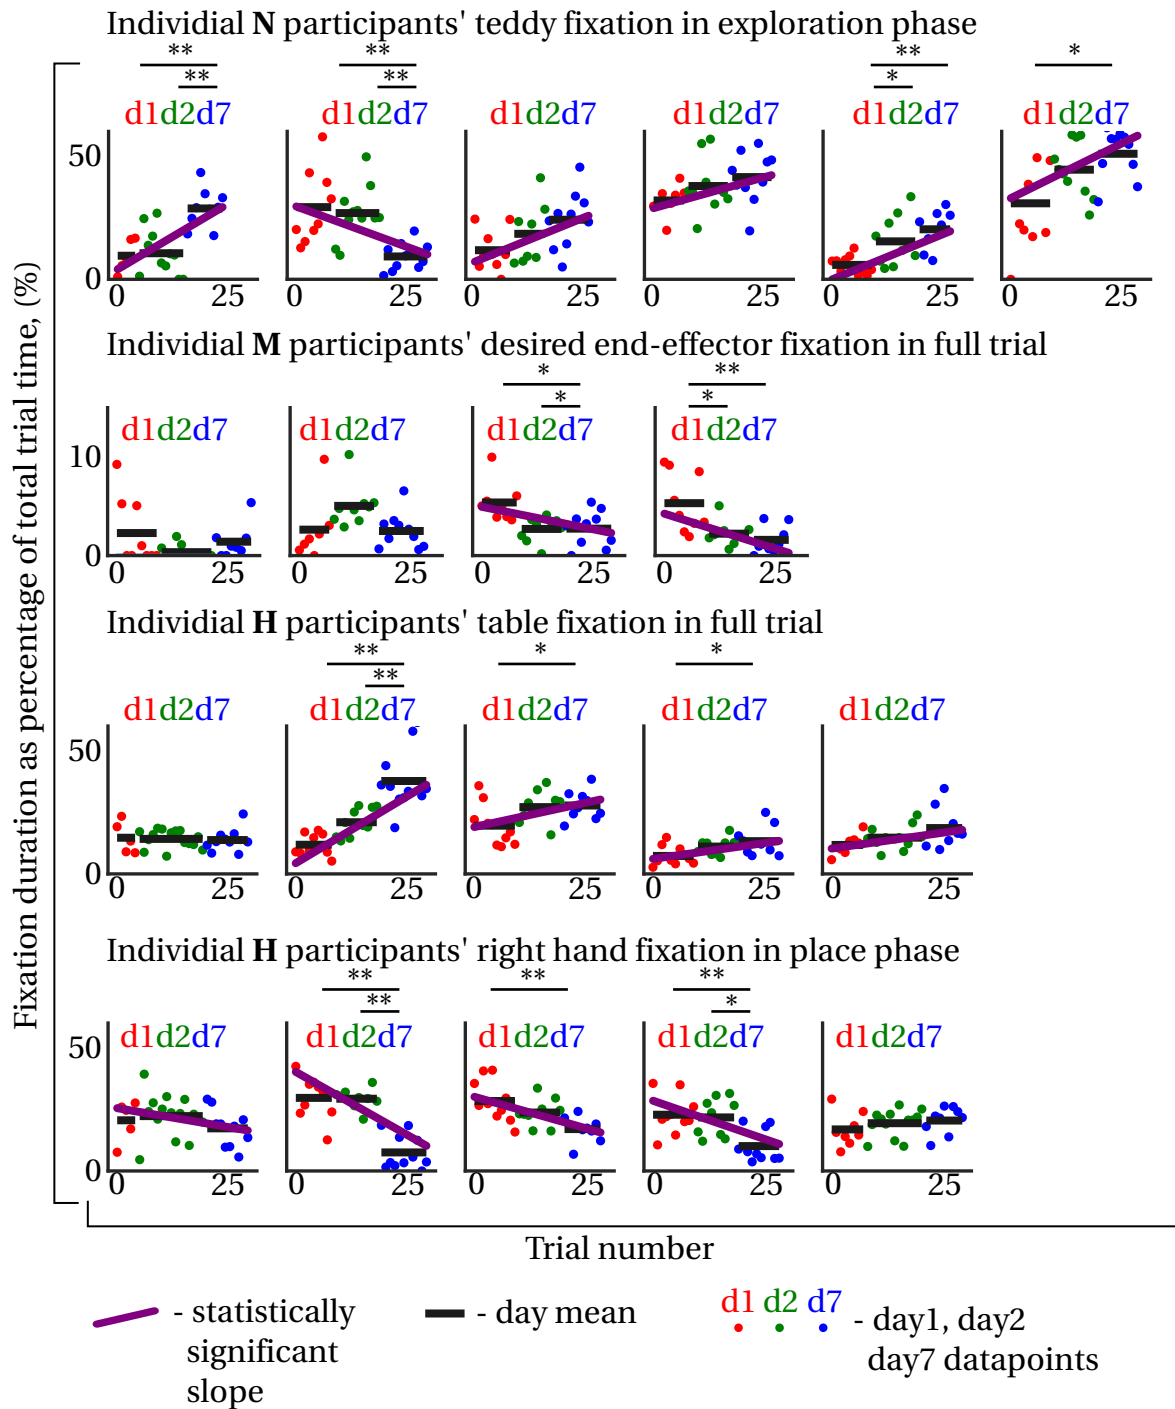 Individial N participants' teddy fixation in exploration phase
** ** ** *
** ** *
d1d2d7 d1d2d7 d1d2d7 d1d2d7 d1d2d7 d1d2d7
50
0
0 25 0 25 0 25 0 25 0 25 0 25
Individial M participants' desired end-effector fixation in full trial
* **
* *
d1d2d7 d1d2d7 d1d2d7 d1d2d7
10
0
0 25 0 25 0 25 0 25
Individial H participants' table fixation in full trial
** * *
**
d1d2d7 d1d2d7 d1d2d7 d1d2d7 d1d2d7
50
0
0 25 0 25 0 25 0 25 0 25
Individial H participants' right hand fixation in place phase
** ** **
** *
d1d2d7 d1d2d7 d1d2d7 d1d2d7 d1d2d7
50
0
0 25 0 25 0 25 0 25 0 25
Fixation duration as percentage of total trial time, (%)
Trial number
- statistically
significant
slope
- day mean
d1 d2 d7
- day1, day2
day7 datapoints